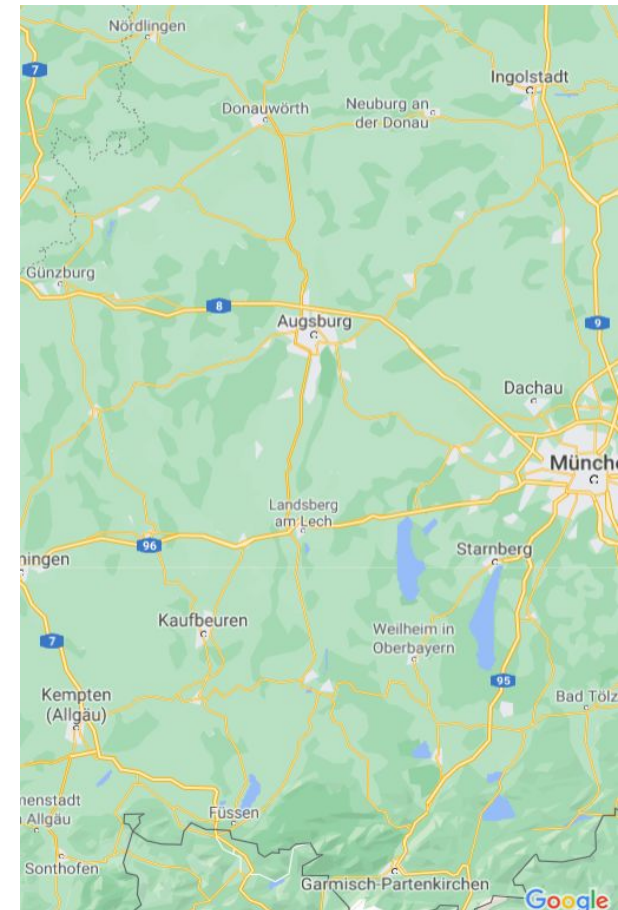 Nördlingen
7
Ingolstadt
Donauwörth
Neuburg an
der Donau
Günzburg
8
Augsburg
9
Dachau
Münche
Landsberg
am Lech
96
ningen
Starnberg
Kaufbeuren
7
Weilheim in
Oberbayern
95
Kempten
(Allgäu)
Bad Tölz
menstadt
n Allgäu
Füssen
Sonthofen
Garmisch-Partenkirchen
Google